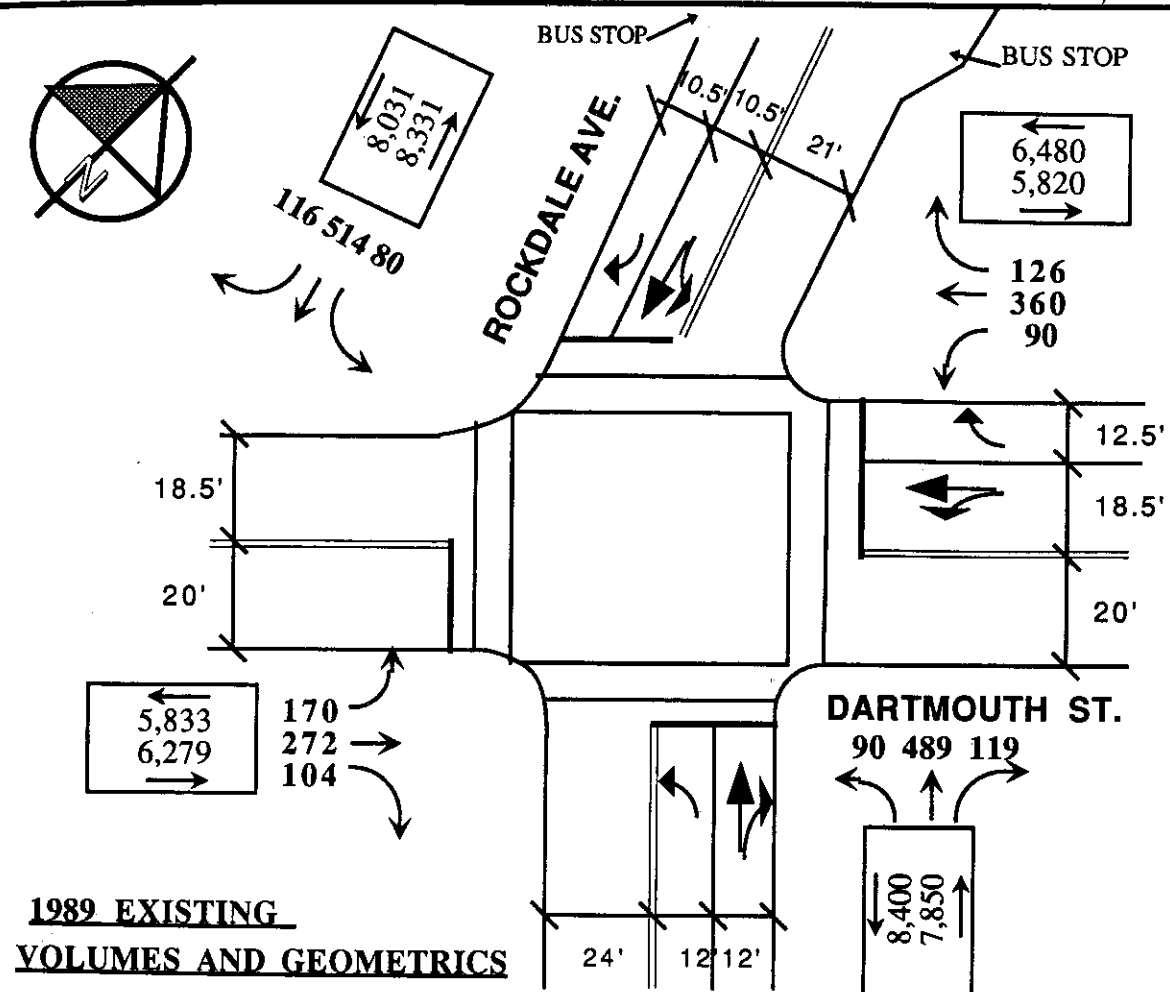 BUS STOP
BUS STOP
N
8,031
8,331
10.5' 10.5'
21'
6,480
5,820
116 514 80
ROCKDALE AVE.
126
360
90
12.5'
18.5'
18.5'
20'
20'
5,833
6,279
170
272
104
DARTMOUTH ST.
90 489 119
8,400
7,850
1989 EXISTING
VOLUMES AND GEOMETRICS
24'
12' 12'